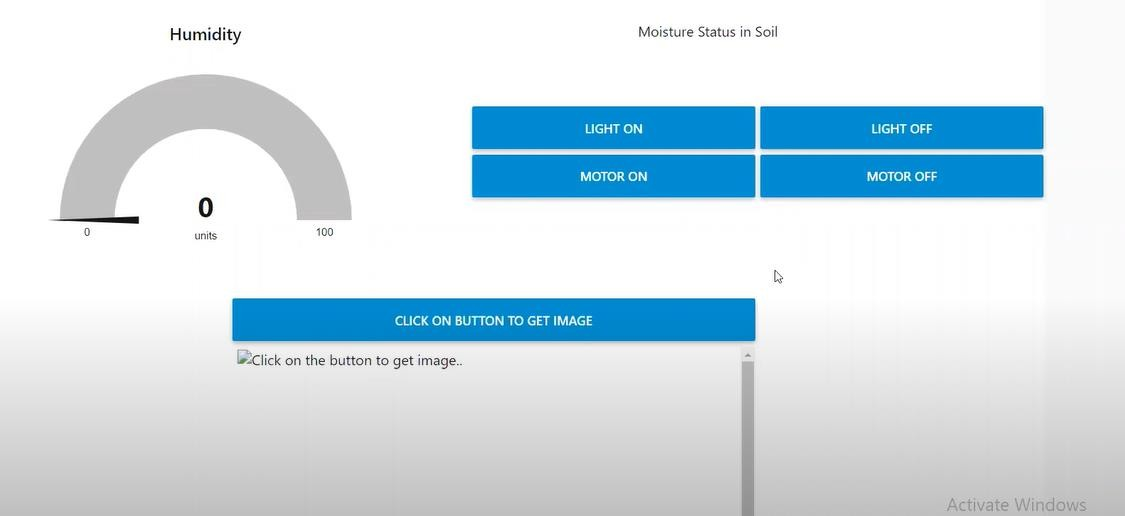 Humidity
0
0
units
100
Moisture Status in Soil
LIGHT ON
LIGHT OFF
MOTOR ON
MOTOR OFF
CLICK ON BUTTON TO GET IMAGE
Click on the button to get image..
Activate Windows